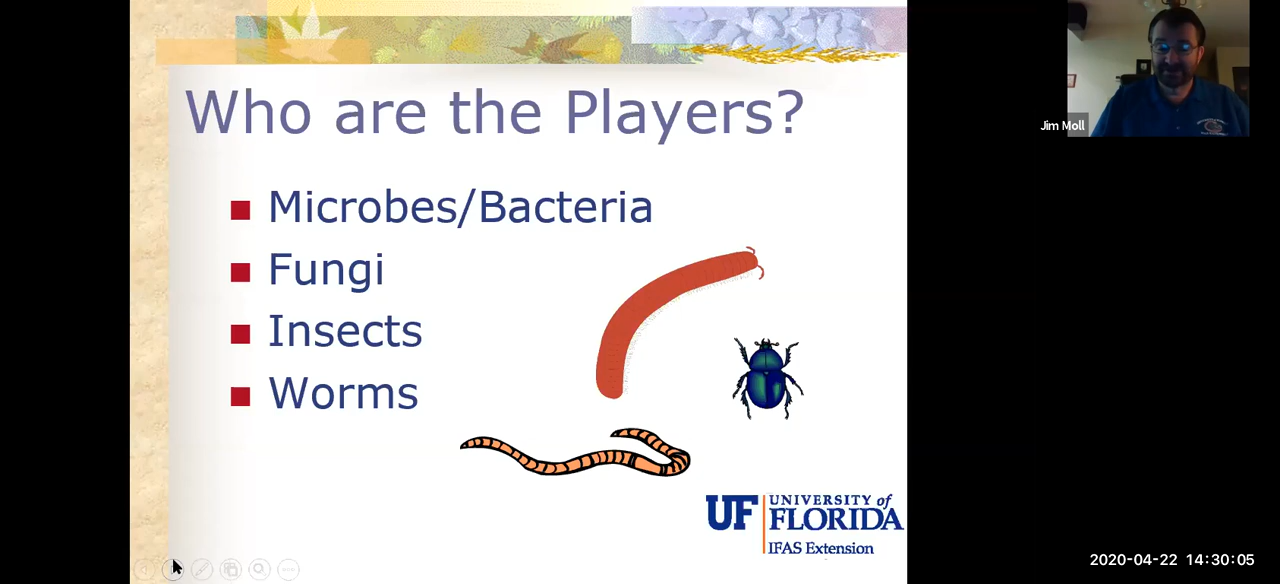 Who are the Players?
Jim Moll
Microbes/Bacteria
Fungi
Insects
Worms
UF UNIVERSITY of
FLORIDA
IFAS Extension
2020-04-22 14:30:05